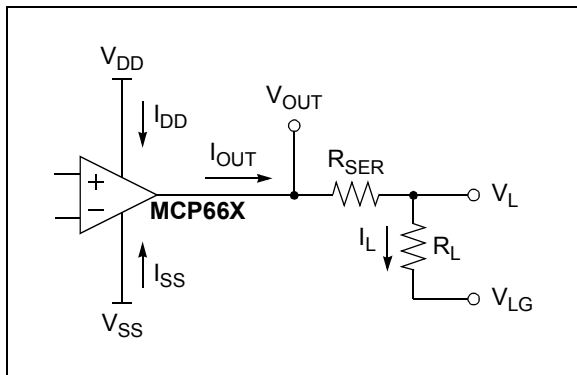 V_DD
I_DD
V_OUT
I_OUT
R_SER
+
−
MCP66X
V_L
I_L
R_L
I_SS
V_LG
V_SS